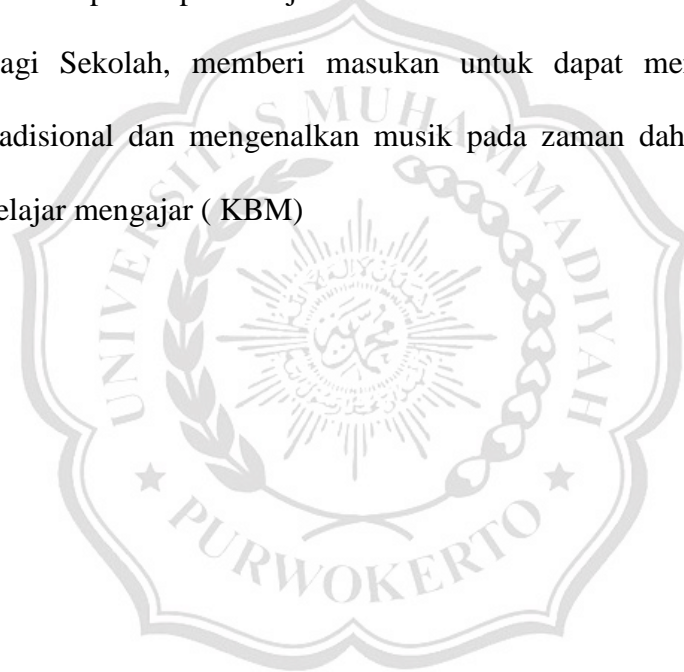 agi Sekolah, memberi masukan untuk dapat me
adisional dan mengenalkan musik pada zaman dah
elajar mengajar ( KBM)
UNIVERSITAS MUHAMMADIYAH
PURWOKERTO